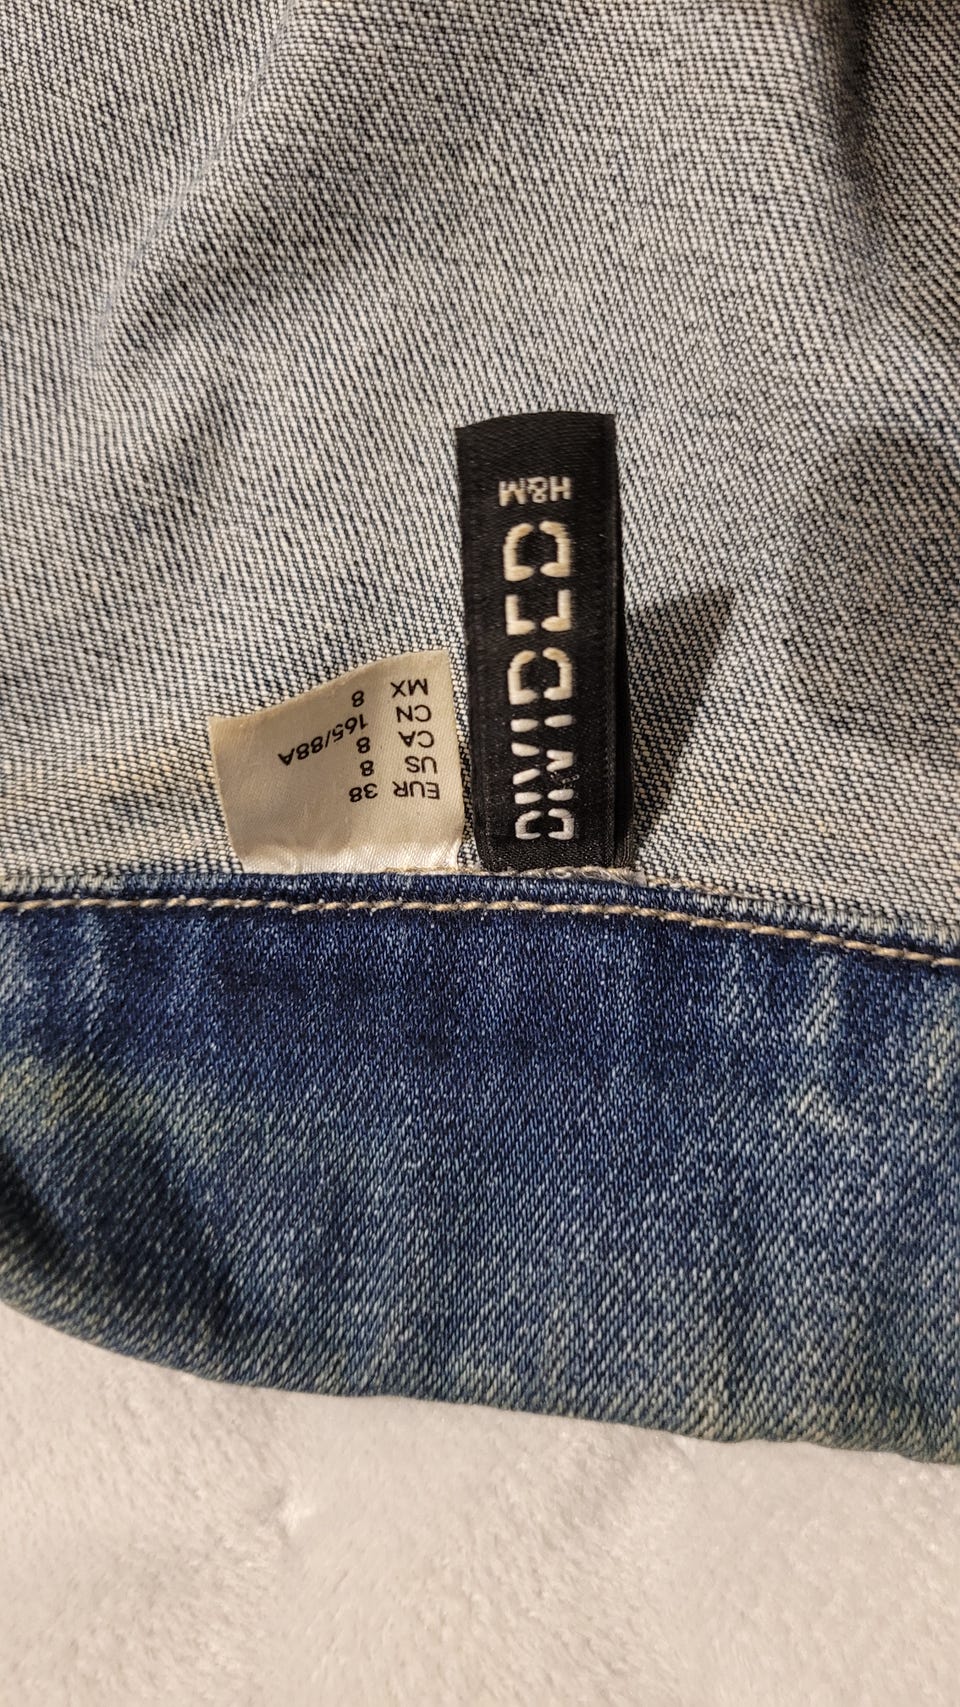 EUR 38
US 8
CA 8
CN 165/88A
MX 8
DIVIDED
H&M